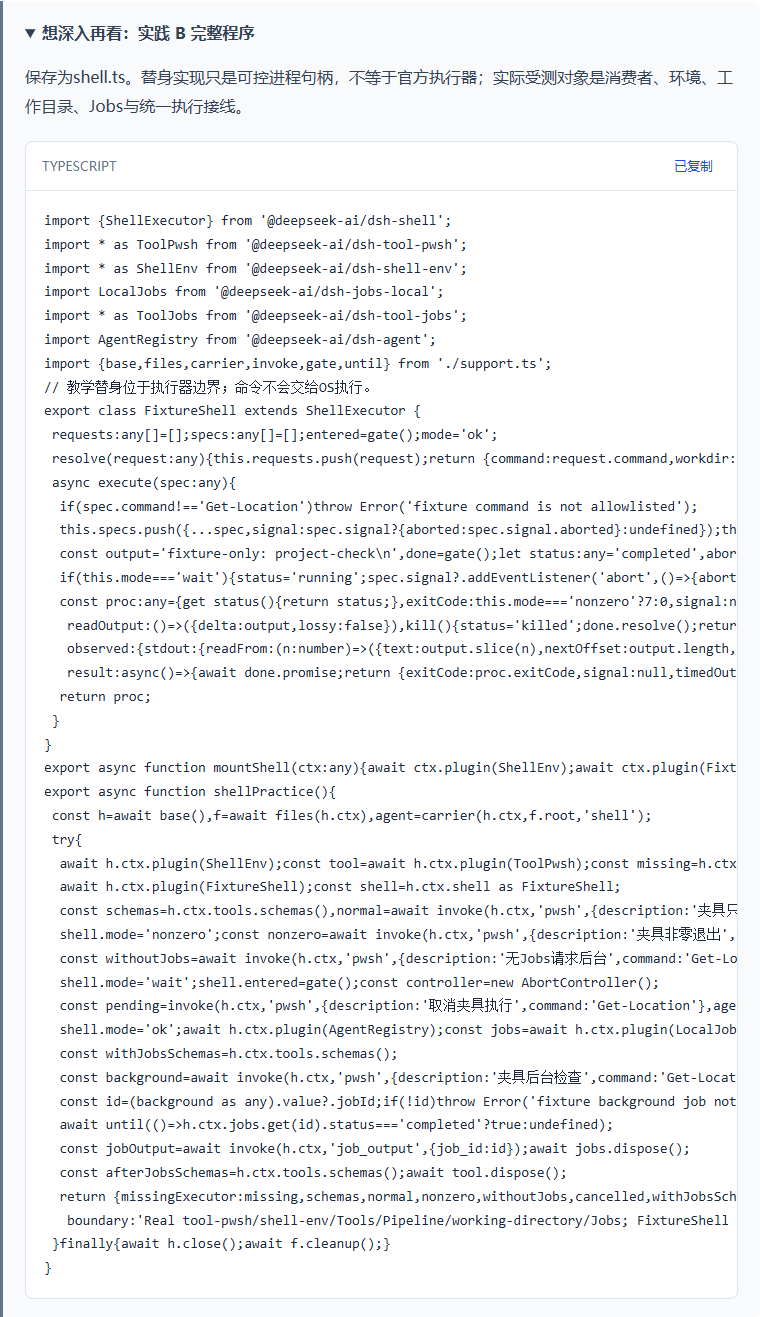 ▼ 想深入再看：实践 B 完整程序
保存为shell.ts。替身实现只是可控进程句柄，不等于官方执行器；实际受测对象是消费者、环境、工
作目录、Jobs与统一执行接线。
TYPESCRIPT 已复制
import {ShellExecutor} from '@deepseek-ai/dsh-shell';
import * as ToolPwsh from '@deepseek-ai/dsh-tool-pwsh';
import * as ShellEnv from '@deepseek-ai/dsh-shell-env';
import LocalJobs from '@deepseek-ai/dsh-jobs-local';
import * as ToolJobs from '@deepseek-ai/dsh-tool-jobs';
import AgentRegistry from '@deepseek-ai/dsh-agent';
import {base,files,carrier,invoke,gate,until} from './support.ts';
// 教学替身位于执行器边界；命令不会交给OS执行。
export class FixtureShell extends ShellExecutor {
 requests:any[]=[];specs:any[]=[];entered=gate();mode='ok';
 resolve(request:any){this.requests.push(request);return {command:request.command,workdir:
 async execute(spec:any){
  if(spec.command!=='Get-Location')throw Error('fixture command is not allowlisted');
  this.specs.push({...spec,signal:spec.signal?{aborted:spec.signal.aborted}:undefined});th
  const output='fixture-only: project-check\n',done=gate();let status:any='completed',abor
  if(this.mode==='wait'){status='running';spec.signal?.addEventListener('abort',()=>{abort
  const proc:any={get status(){return status;},exitCode:this.mode==='nonzero'?7:0,signal:n
   readOutput:()=>({delta:output,lossy:false}),kill(){status='killed';done.resolve();retur
   observed:{stdout:{readFrom:(n:number)=>({text:output.slice(n),nextOffset:output.length,
   result:async()=>{await done.promise;return {exitCode:proc.exitCode,signal:null,timedOut
  return proc;
 }
}
export async function mountShell(ctx:any){await ctx.plugin(ShellEnv);await ctx.plugin(Fixt
export async function shellPractice(){
 const h=await base(),f=await files(h.ctx),agent=carrier(h.ctx,f.root,'shell');
 try{
  await h.ctx.plugin(ShellEnv);const tool=await h.ctx.plugin(ToolPwsh);const missing=h.ctx
  await h.ctx.plugin(FixtureShell);const shell=h.ctx.shell as FixtureShell;
  const schemas=h.ctx.tools.schemas(),normal=await invoke(h.ctx,'pwsh',{description:'夹具只
  shell.mode='nonzero';const nonzero=await invoke(h.ctx,'pwsh',{description:'夹具非零退出',
  const withoutJobs=await invoke(h.ctx,'pwsh',{description:'无Jobs请求后台',command:'Get-Lo
  shell.mode='wait';shell.entered=gate();const controller=new AbortController();
  const pending=invoke(h.ctx,'pwsh',{description:'取消夹具执行',command:'Get-Location'},age
  shell.mode='ok';await h.ctx.plugin(AgentRegistry);const jobs=await h.ctx.plugin(LocalJob
  const withJobsSchemas=h.ctx.tools.schemas();
  const background=await invoke(h.ctx,'pwsh',{description:'夹具后台检查',command:'Get-Locat
  const id=(background as any).value?.jobId;if(!id)throw Error('fixture background job not
  await until(()=>h.ctx.jobs.get(id).status==='completed'?true:undefined);
  const jobOutput=await invoke(h.ctx,'job_output',{job_id:id});await jobs.dispose();
  const afterJobsSchemas=h.ctx.tools.schemas();await tool.dispose();
  return {missingExecutor:missing,schemas,normal,nonzero,withoutJobs,cancelled,withJobsSch
   boundary:'Real tool-pwsh/shell-env/Tools/Pipeline/working-directory/Jobs; FixtureShell
 }finally{await h.close();await f.cleanup();}
}